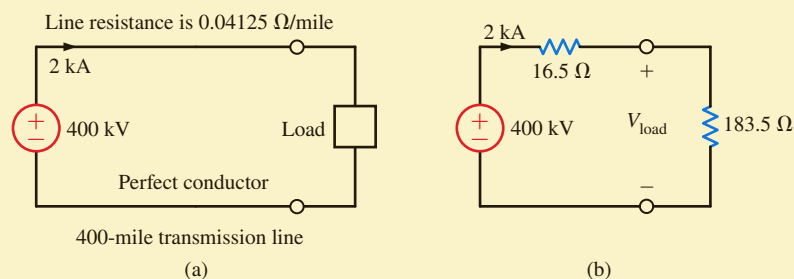 Line resistance is 0.04125 Ω/mile
2 kA
+
−
400 kV
Load
Perfect conductor
400-mile transmission line
(a)
2 kA
16.5 Ω
+
+
−
400 kV
V_load
183.5 Ω
−
(b)